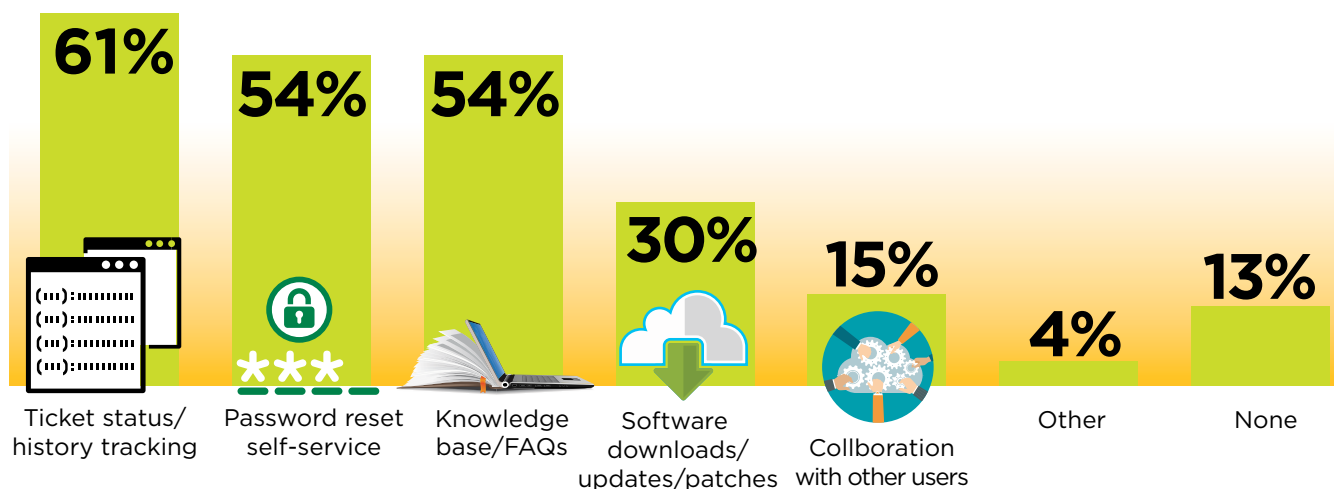 61%
54%
54%
30%
15%
4%
13%
Ticket status/
history tracking
Password reset
self-service
Knowledge
base/FAQs
Software
downloads/
updates/patches
Collboration
with other users
Other
None